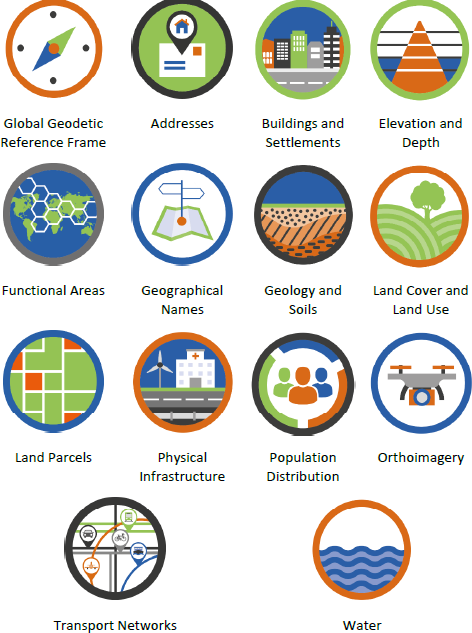 Global Geodetic
Reference Frame
Addresses
Buildings and
Settlements
Elevation and
Depth
Functional Areas
Geographical
Names
Geology and
Soils
Land Cover and
Land Use
Land Parcels
Physical
Infrastructure
Population
Distribution
Orthoimagery
Transport Networks
Water